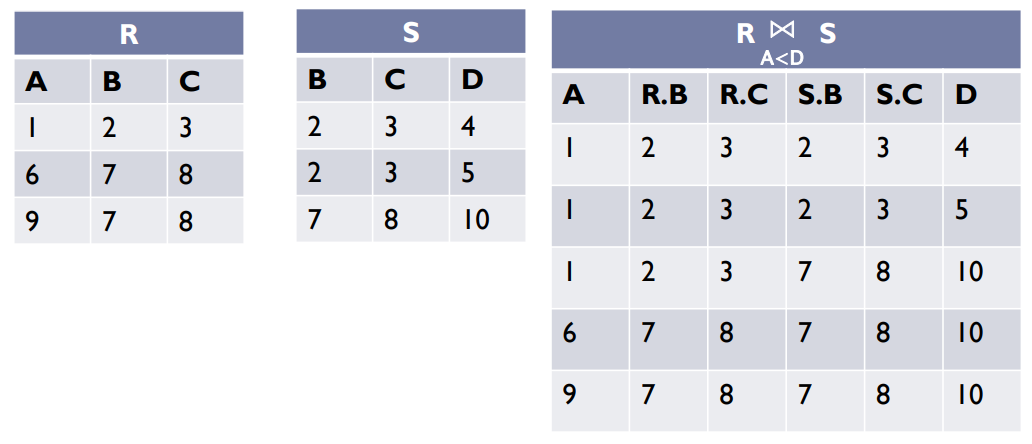 R
A B C
1 2 3
6 7 8
9 7 8
S
B C D
2 3 4
2 3 5
7 8 10
R ⋈ S
A<D
A R.B R.C S.B S.C D
1 2 3 2 3 4
1 2 3 2 3 5
1 2 3 7 8 10
6 7 8 7 8 10
9 7 8 7 8 10